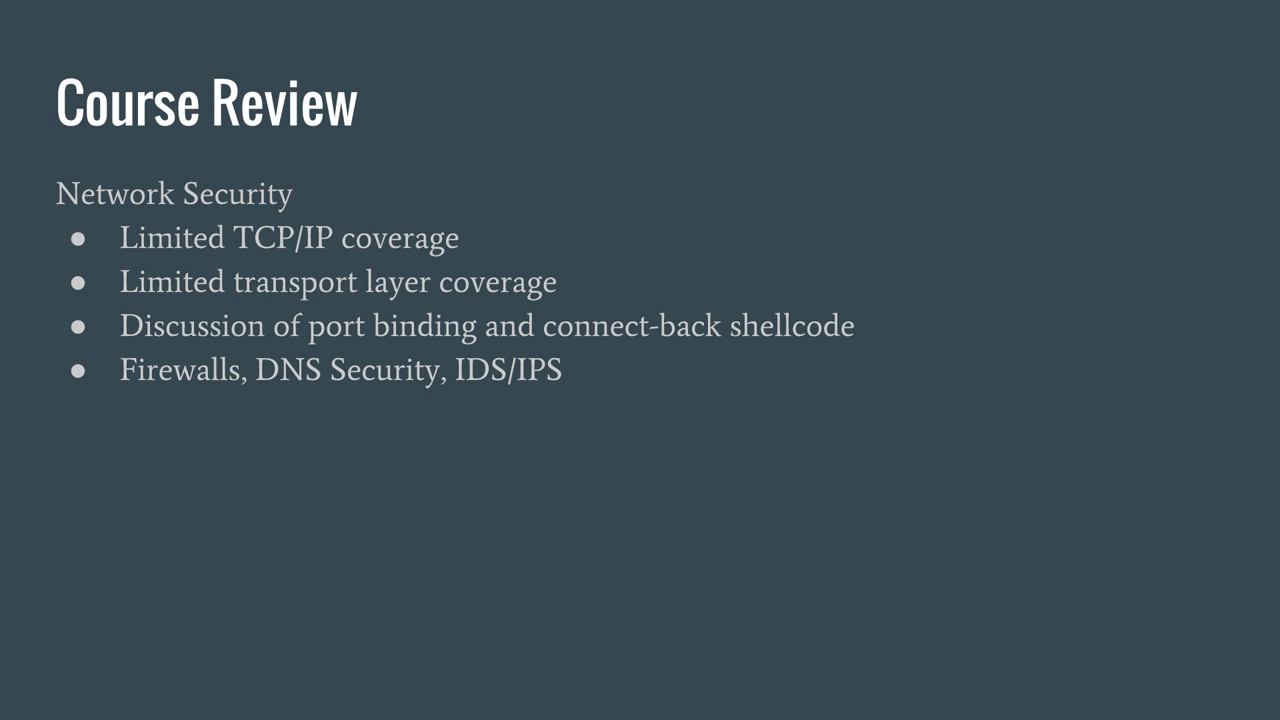 Course Review
Network Security
● Limited TCP/IP coverage
● Limited transport layer coverage
● Discussion of port binding and connect-back shellcode
● Firewalls, DNS Security, IDS/IPS